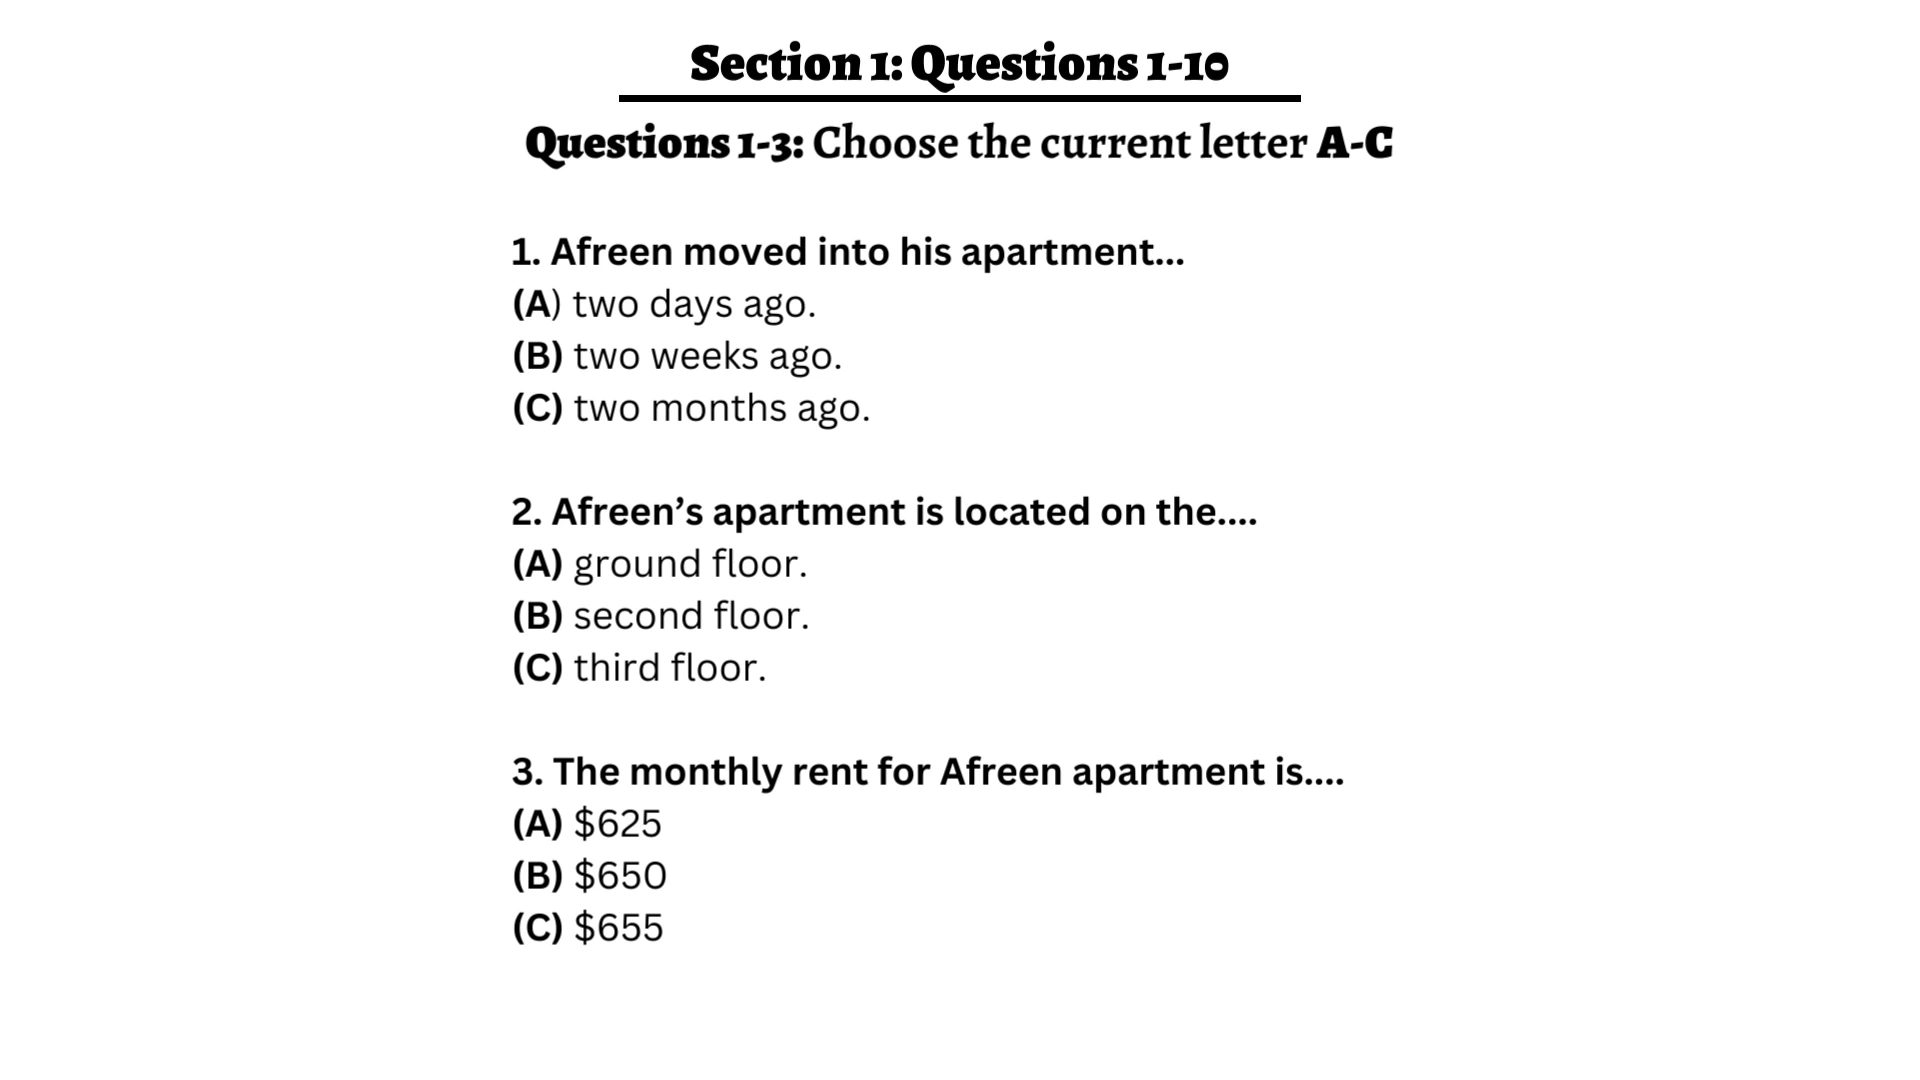 Section 1: Questions 1-10
Questions 1-3: Choose the current letter A-C
1. Afreen moved into his apartment...
(A) two days ago.
(B) two weeks ago.
(C) two months ago.
2. Afreen’s apartment is located on the....
(A) ground floor.
(B) second floor.
(C) third floor.
3. The monthly rent for Afreen apartment is....
(A) $625
(B) $650
(C) $655